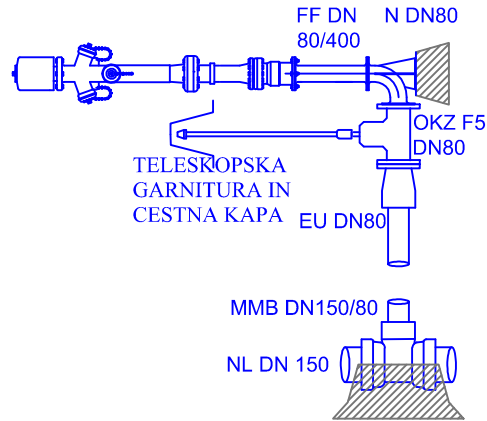 FF DN
80/400
N DN80
OKZ F5
DN80
TELESKOPSKA
GARNITURA IN
CESTNA KAPA
EU DN80
MMB DN150/80
NL DN 150